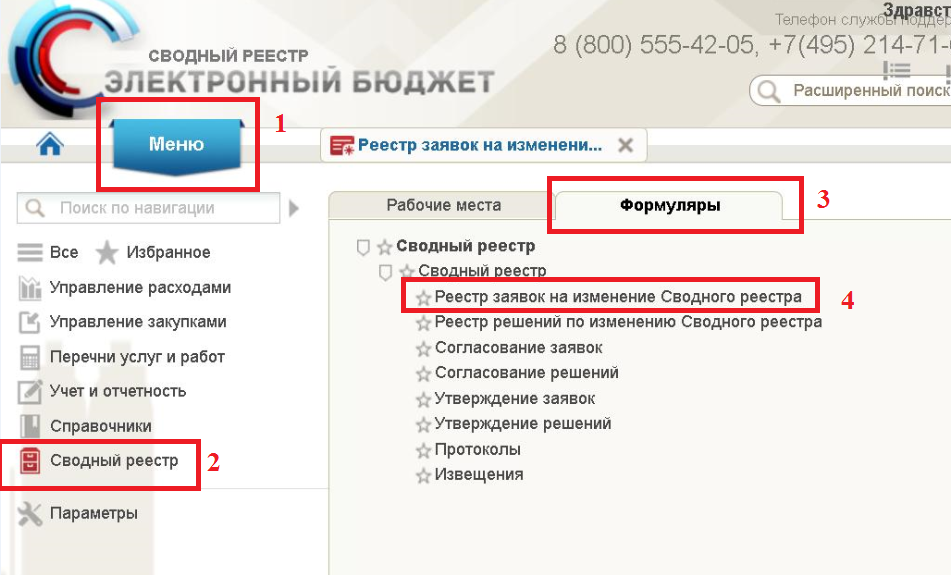 Здравст
Телефон службы поддер
8 (800) 555-42-05, +7(495) 214-71-
СВОДНЫЙ РЕЕСТР
ЭЛЕКТРОННЫЙ БЮДЖЕТ
Расширенный поиск
1
Меню
Реестр заявок на изменени...
Поиск по навигации
Рабочие места
Формуляры
3
Все
Избранное
Управление расходами
Управление закупками
Перечни услуг и работ
Учет и отчетность
Справочники
Сводный реестр
2
Параметры
Сводный реестр
Сводный реестр
Реестр заявок на изменение Сводного реестра
4
Реестр решений по изменению Сводного реестра
Согласование заявок
Согласование решений
Утверждение заявок
Утверждение решений
Протоколы
Извещения